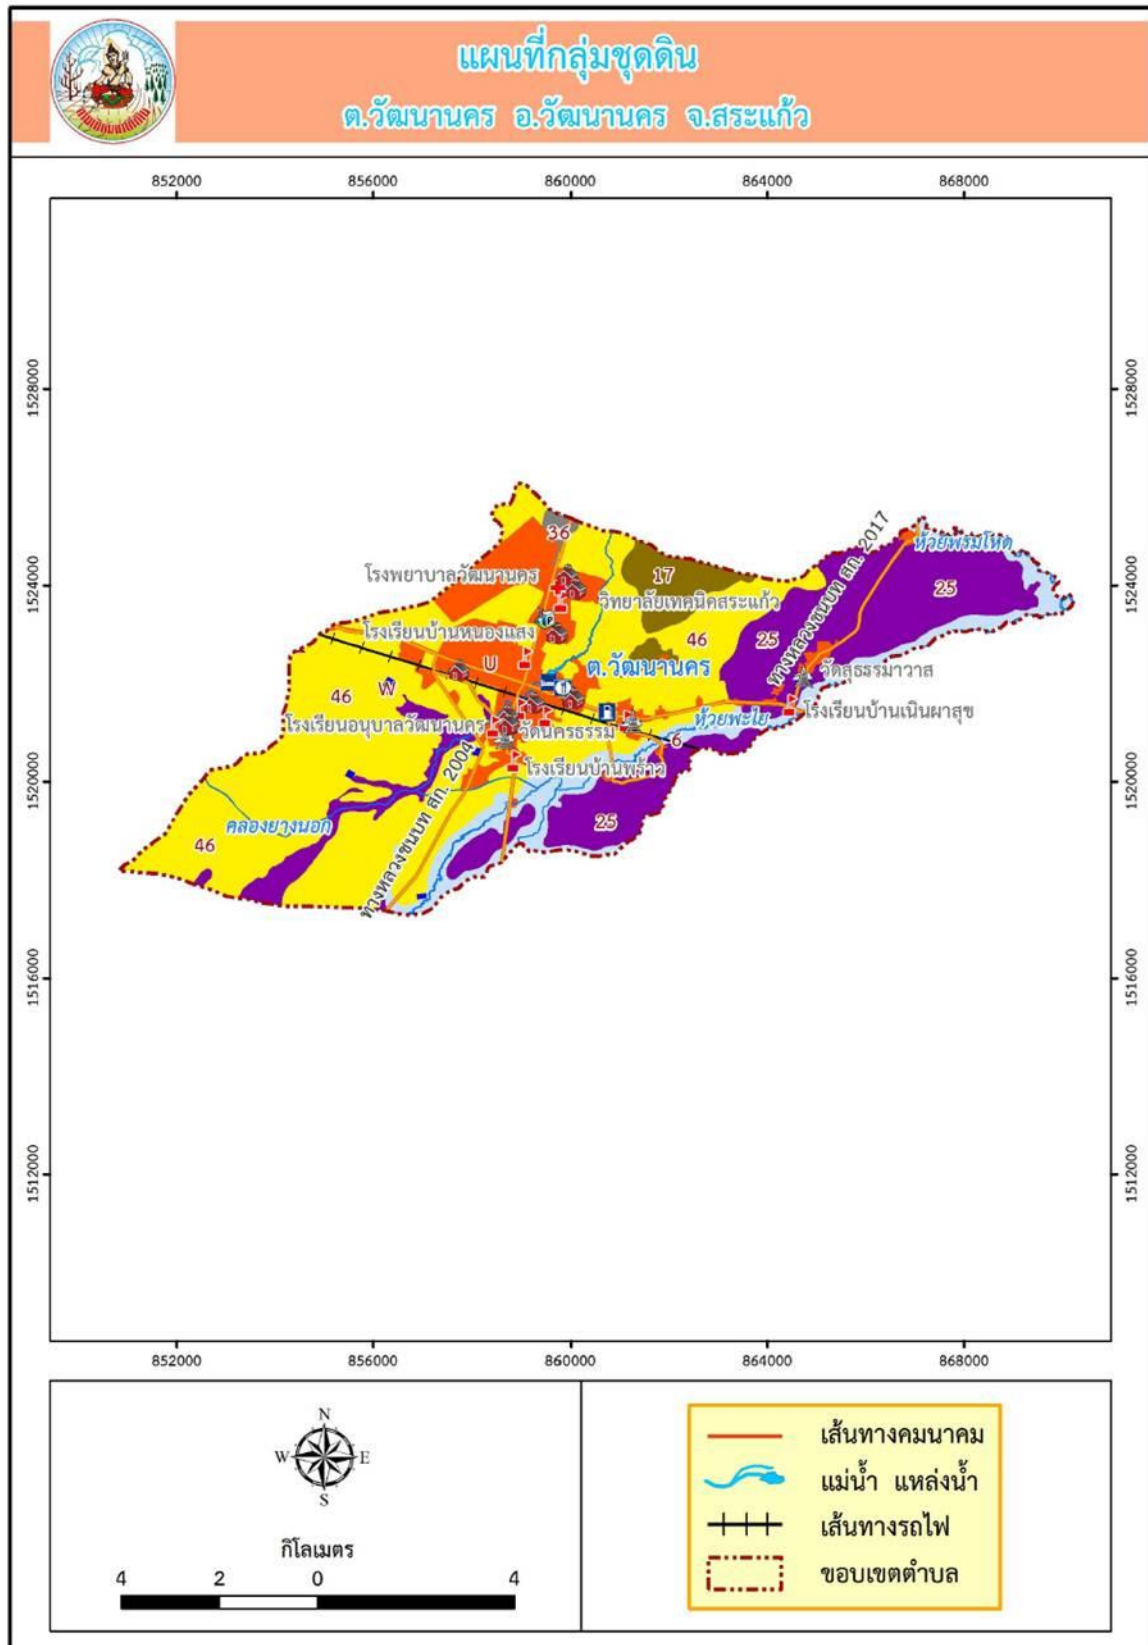 แผนที่กลุ่มชุดดิน
ต.วัฒนานคร อ.วัฒนานคร จ.สระแก้ว
852000 856000 860000 864000 868000
1528000 1528000
36
ทางหลวงชนบท สก. 2017
ห้วยพรมโหด
โรงพยาบาลวัฒนานคร
17
1524000 1524000
วิทยาลัยเทคนิคสระแก้ว
25
โรงเรียนบ้านหนองแสง
46
25
U
ต.วัฒนานคร
วัดสุธรรมาวาส
46
W
โรงเรียนบ้านเนินผาสุข
โรงเรียนอนุบาลวัฒนานคร
วัดนครธรรม
ห้วยพะใย
6
ทางหลวงชนบท สก. 2004
โรงเรียนบ้านพร้าว
1520000 1520000
คลองยางนอก
25
46
1516000 1516000
1512000 1512000
852000 856000 860000 864000 868000
N
W E
S
กิโลเมตร
4 2 0 4
เส้นทางคมนาคม
แม่น้ำ แหล่งน้ำ
เส้นทางรถไฟ
ขอบเขตตำบล